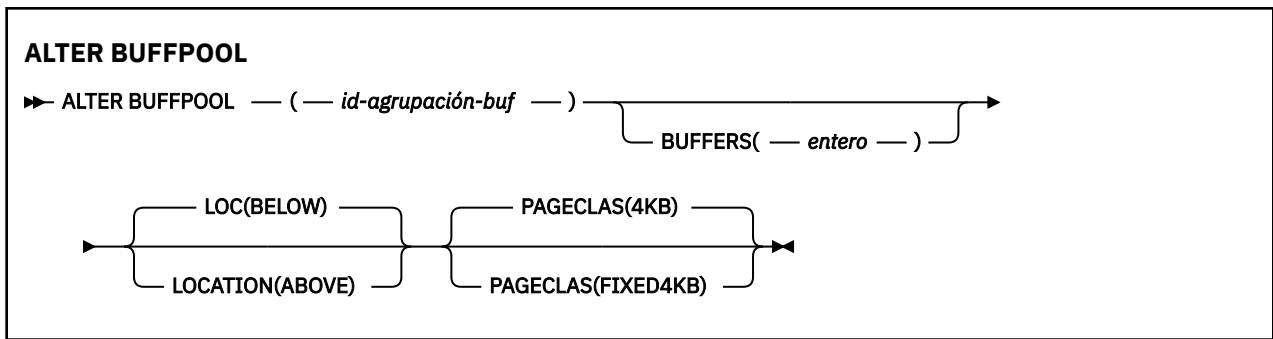 ALTER BUFFPOOL
ALTER BUFFPOOL ( id-agrupación-buf )
BUFFERS( entero )
LOC(BELOW) PAGECLAS(4KB)
LOCATION(ABOVE) PAGECLAS(FIXED4KB)